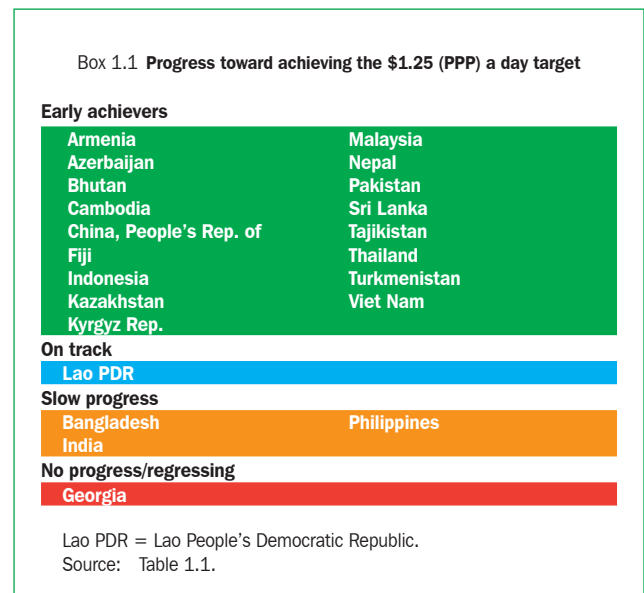 Box 1.1 Progress toward achieving the $1.25 (PPP) a day target
Early achievers
Armenia
Azerbaijan
Bhutan
Cambodia
China, People's Rep. of
Fiji
Indonesia
Kazakhstan
Kyrgyz Rep.
Malaysia
Nepal
Pakistan
Sri Lanka
Tajikistan
Thailand
Turkmenistan
Viet Nam
On track
Lao PDR
Slow progress
Bangladesh
India
Philippines
No progress/regressing
Georgia
Lao PDR = Lao People's Democratic Republic.
Source: Table 1.1.